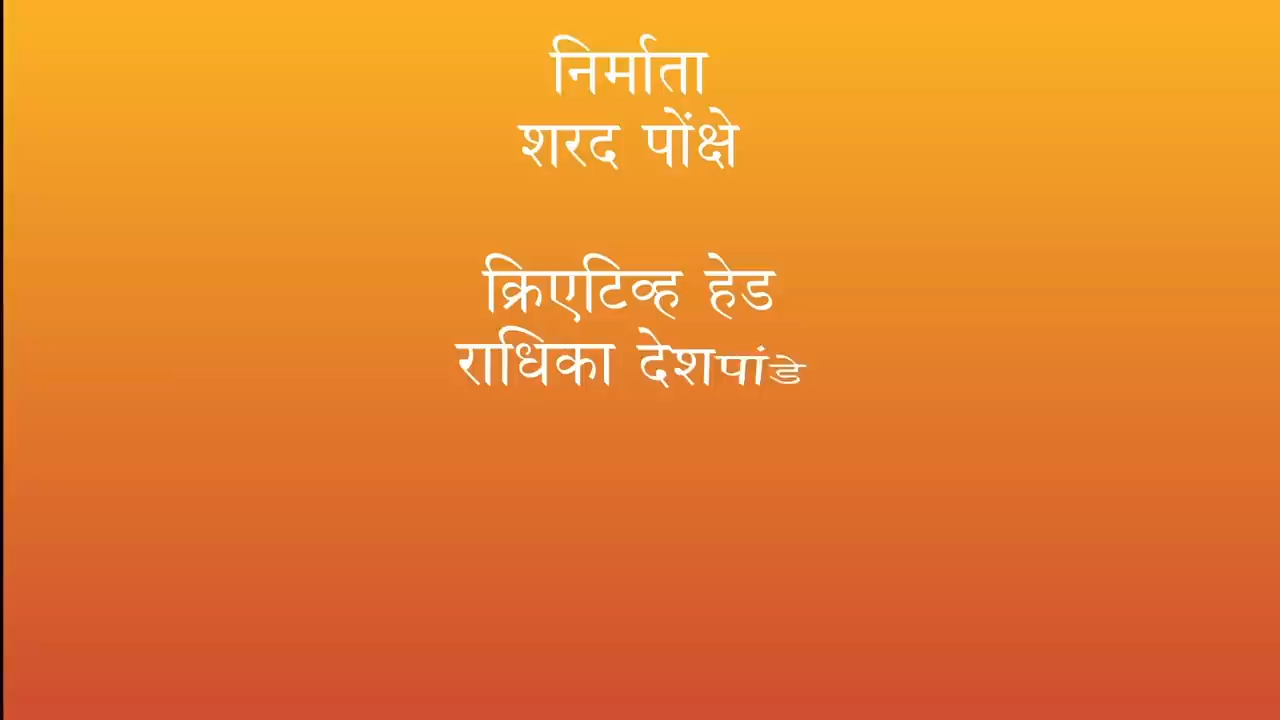 निर्माता
शरद पोंक्षे
क्रिएटिव्ह हेड
राधिका देशपांडे